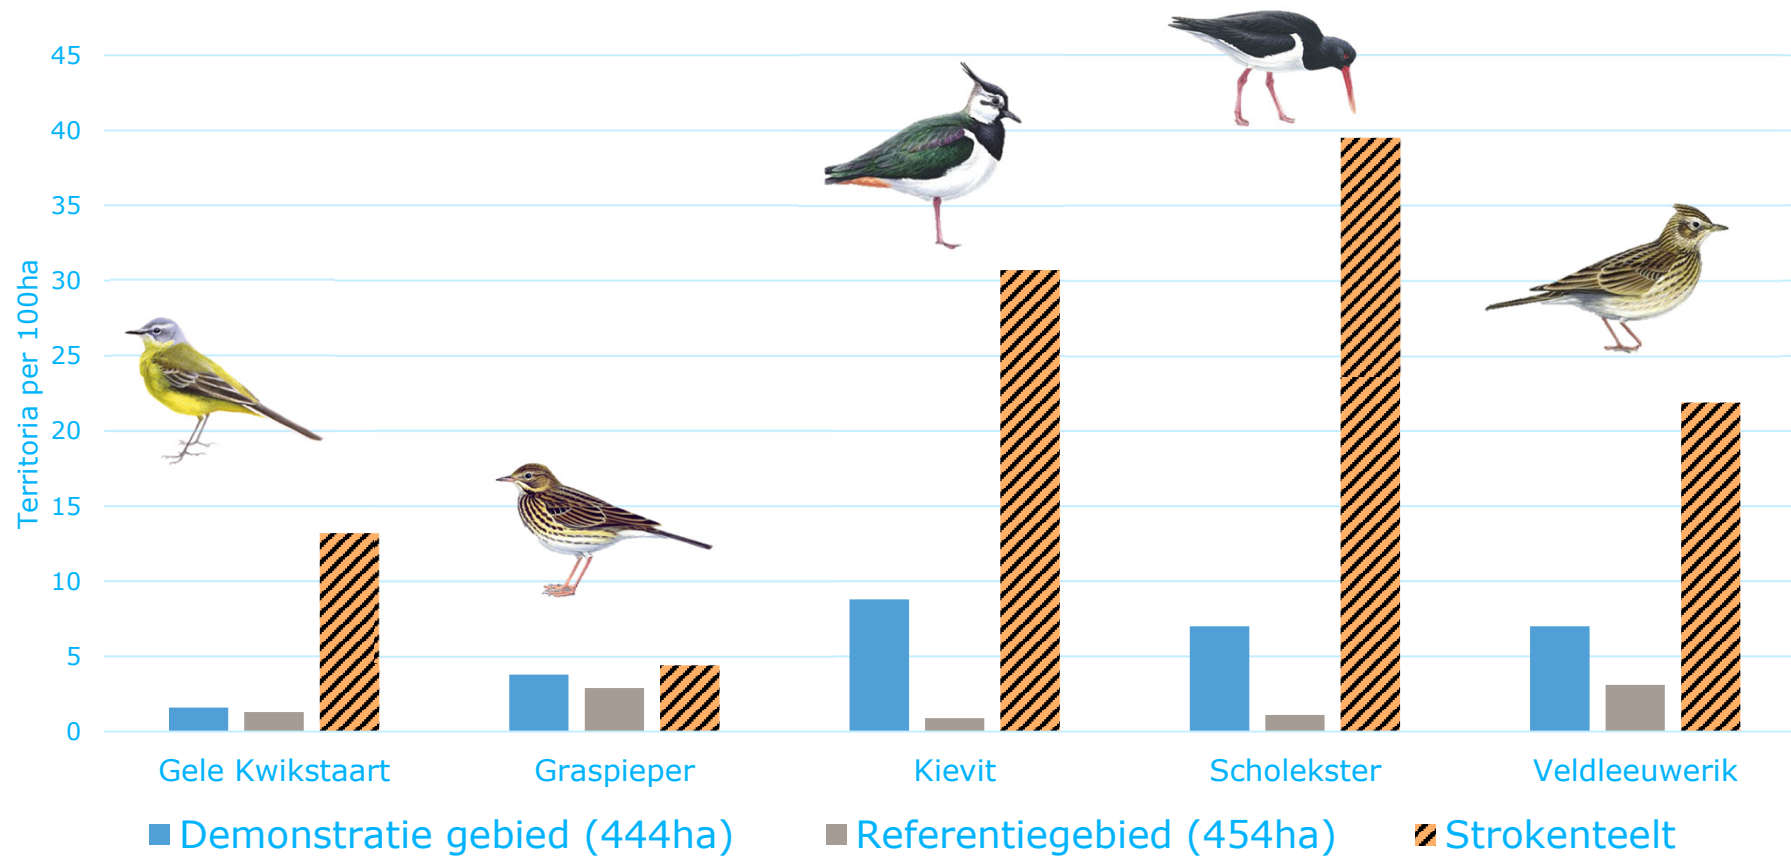 45
40
35
30
25
20
15
10
5
0
Territoria per 100ha
Gele Kwikstaart
Graspieper
Kievit
Scholekster
Veldleeuwerik
Demonstratie gebied (444ha)
Referentiegebied (454ha)
Strokenteelt